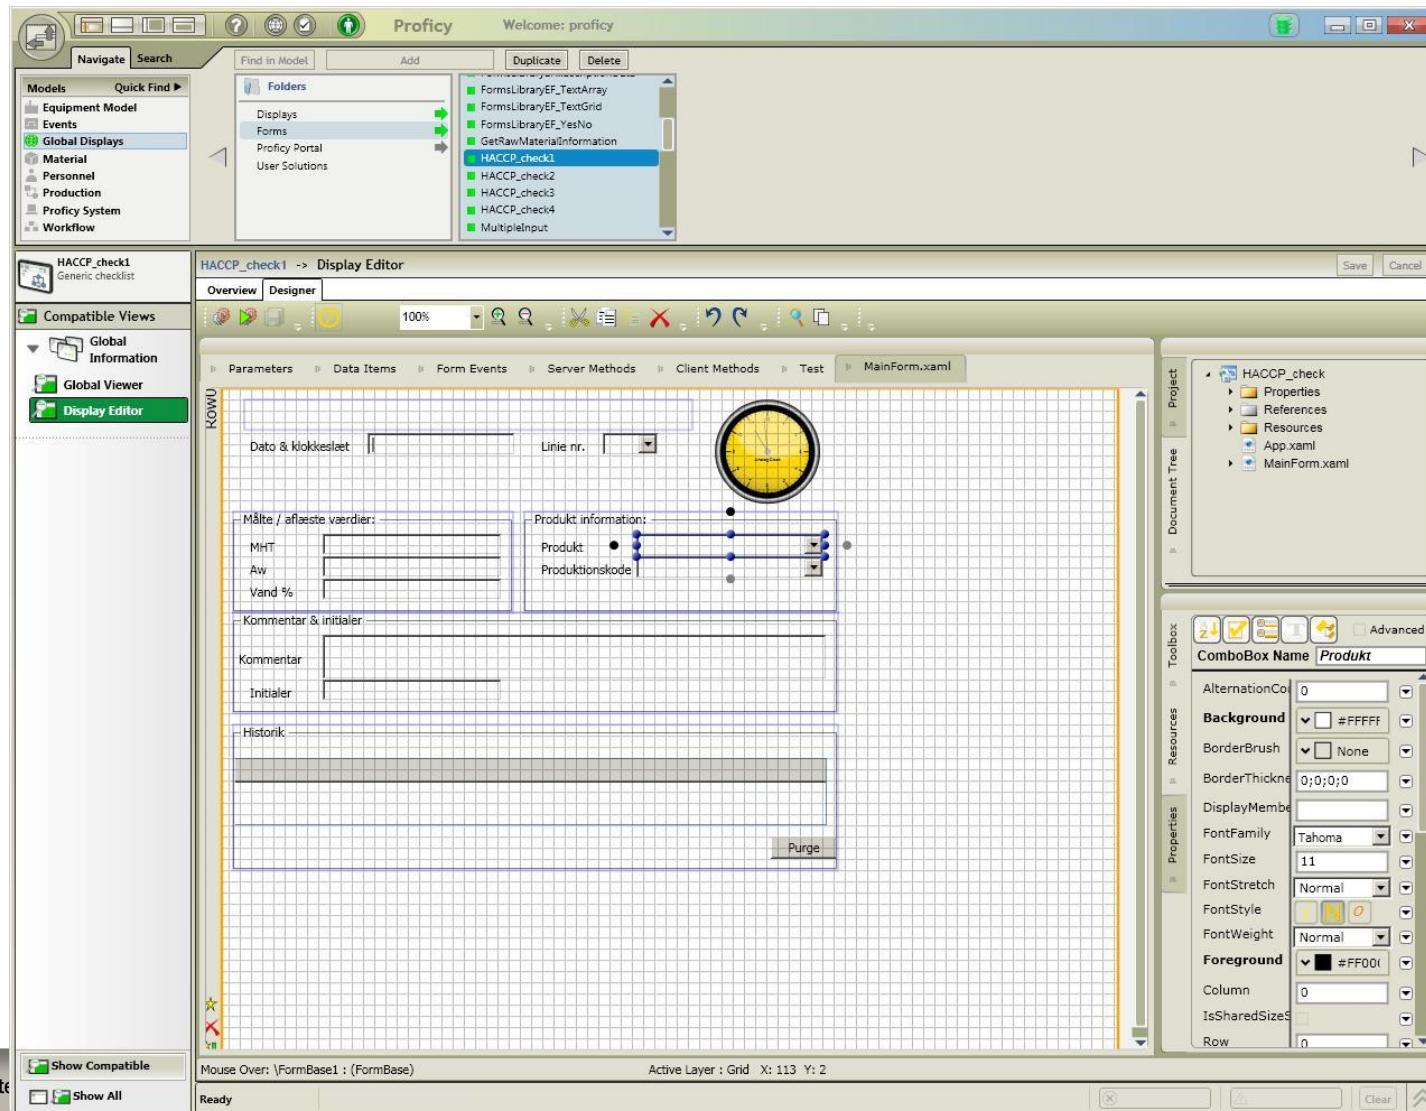 Proficy Welcome: proficy
Navigate Search
Find in Model Add Duplicate Delete
Models Quick Find
Equipment Model
Events
Global Displays
Material
Personnel
Production
Proficy System
Workflow
Folders
Displays
Forms
Proficy Portal
User Solutions
FormsLibraryEF_TextArray
FormsLibraryEF_TextGrid
FormsLibraryEF_YesNo
GetRawMaterialInformation
HACCP_check1
HACCP_check2
HACCP_check3
HACCP_check4
MultipleInput
HACCP_check1
Generic checklist
Compatible Views
Global
Information
Global Viewer
Display Editor
Show Compatible
Show All
HACCP_check1 -> Display Editor
Save Cancel
Overview Designer
100%
Parameters Data Items Form Events Server Methods Client Methods Test MainForm.xaml
RowU
Dato & klokkeslæt Linie nr.
Målte / aflæste værdier:
MHT
Aw
Vand %
Produkt information:
Produkt
Produktionskode
Kommentar & initialer
Kommentar
Initialer
Historik
Purge
Project
Document Tree
HACCP_check
Properties
References
Resources
App.xaml
MainForm.xaml
Toolbox
Resources
Properties
Advanced
ComboBox Name Produkt
AlternationCou 0
Background #FFFFF
BorderBrush None
BorderThickne 0;0;0;0
DisplayMembe
FontFamily Tahoma
FontSize 11
FontStretch Normal
FontStyle I N O
FontWeight Normal
Foreground #FF00(
Column 0
IsSharedSizeS
Row 0
Mouse Over: \FormBase1 : (FormBase) Active Layer : Grid X: 113 Y: 2
Ready
Clear